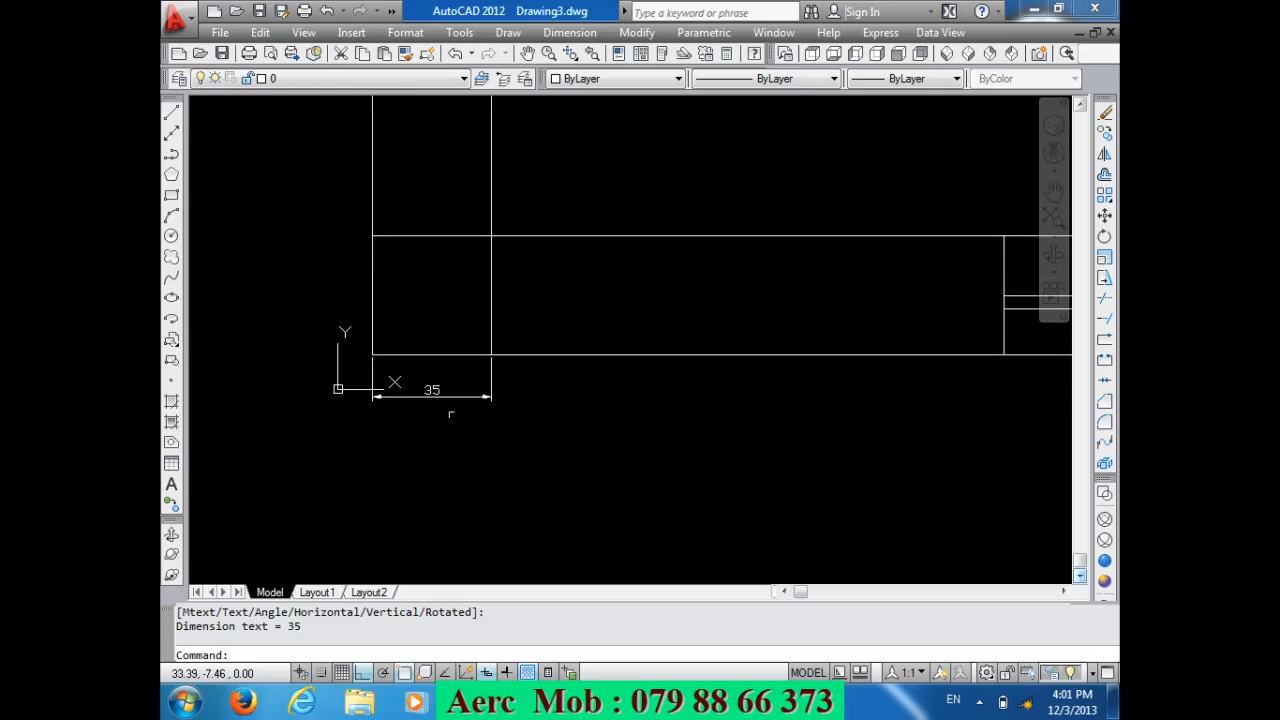 AutoCAD 2012 Drawing3.dwg
Type a keyword or phrase
Sign In
File Edit View Insert Format Tools Draw Dimension Modify Parametric Window Help Express Data View
0
ByLayer
ByLayer
ByLayer
ByColor
Y
X
35
Model Layout1 Layout2
[Mtext/Text/Angle/Horizontal/Vertical/Rotated]:
Dimension text = 35
Command:
33.39, -7.46 , 0.00
MODEL
1:1
Aerc Mob : 079 88 66 373
EN
4:01 PM
12/3/2013